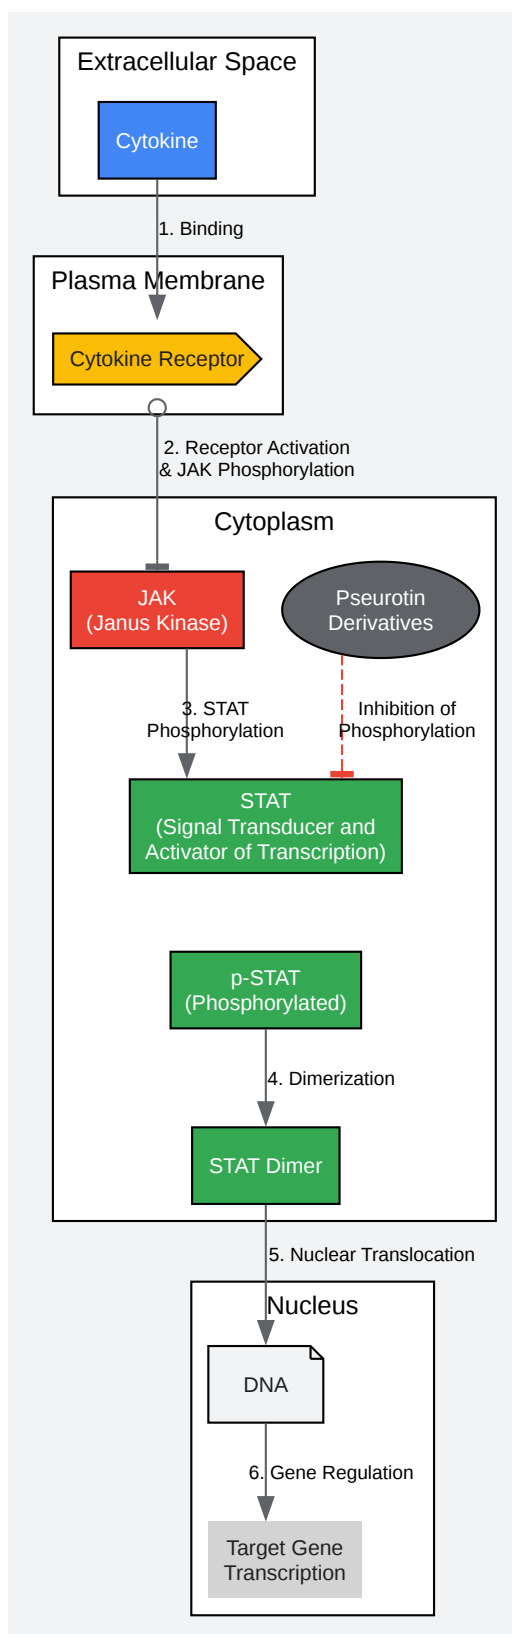 Extracellular Space
Cytokine
1. Binding
Plasma Membrane
Cytokine Receptor
2. Receptor Activation
& JAK Phosphorylation
Cytoplasm
JAK
(Janus Kinase)
Pseurotin
Derivatives
3. STAT
Phosphorylation
Inhibition of
Phosphorylation
STAT
(Signal Transducer and
Activator of Transcription)
p-STAT
(Phosphorylated)
4. Dimerization
STAT Dimer
5. Nuclear Translocation
Nucleus
DNA
6. Gene Regulation
Target Gene
Transcription